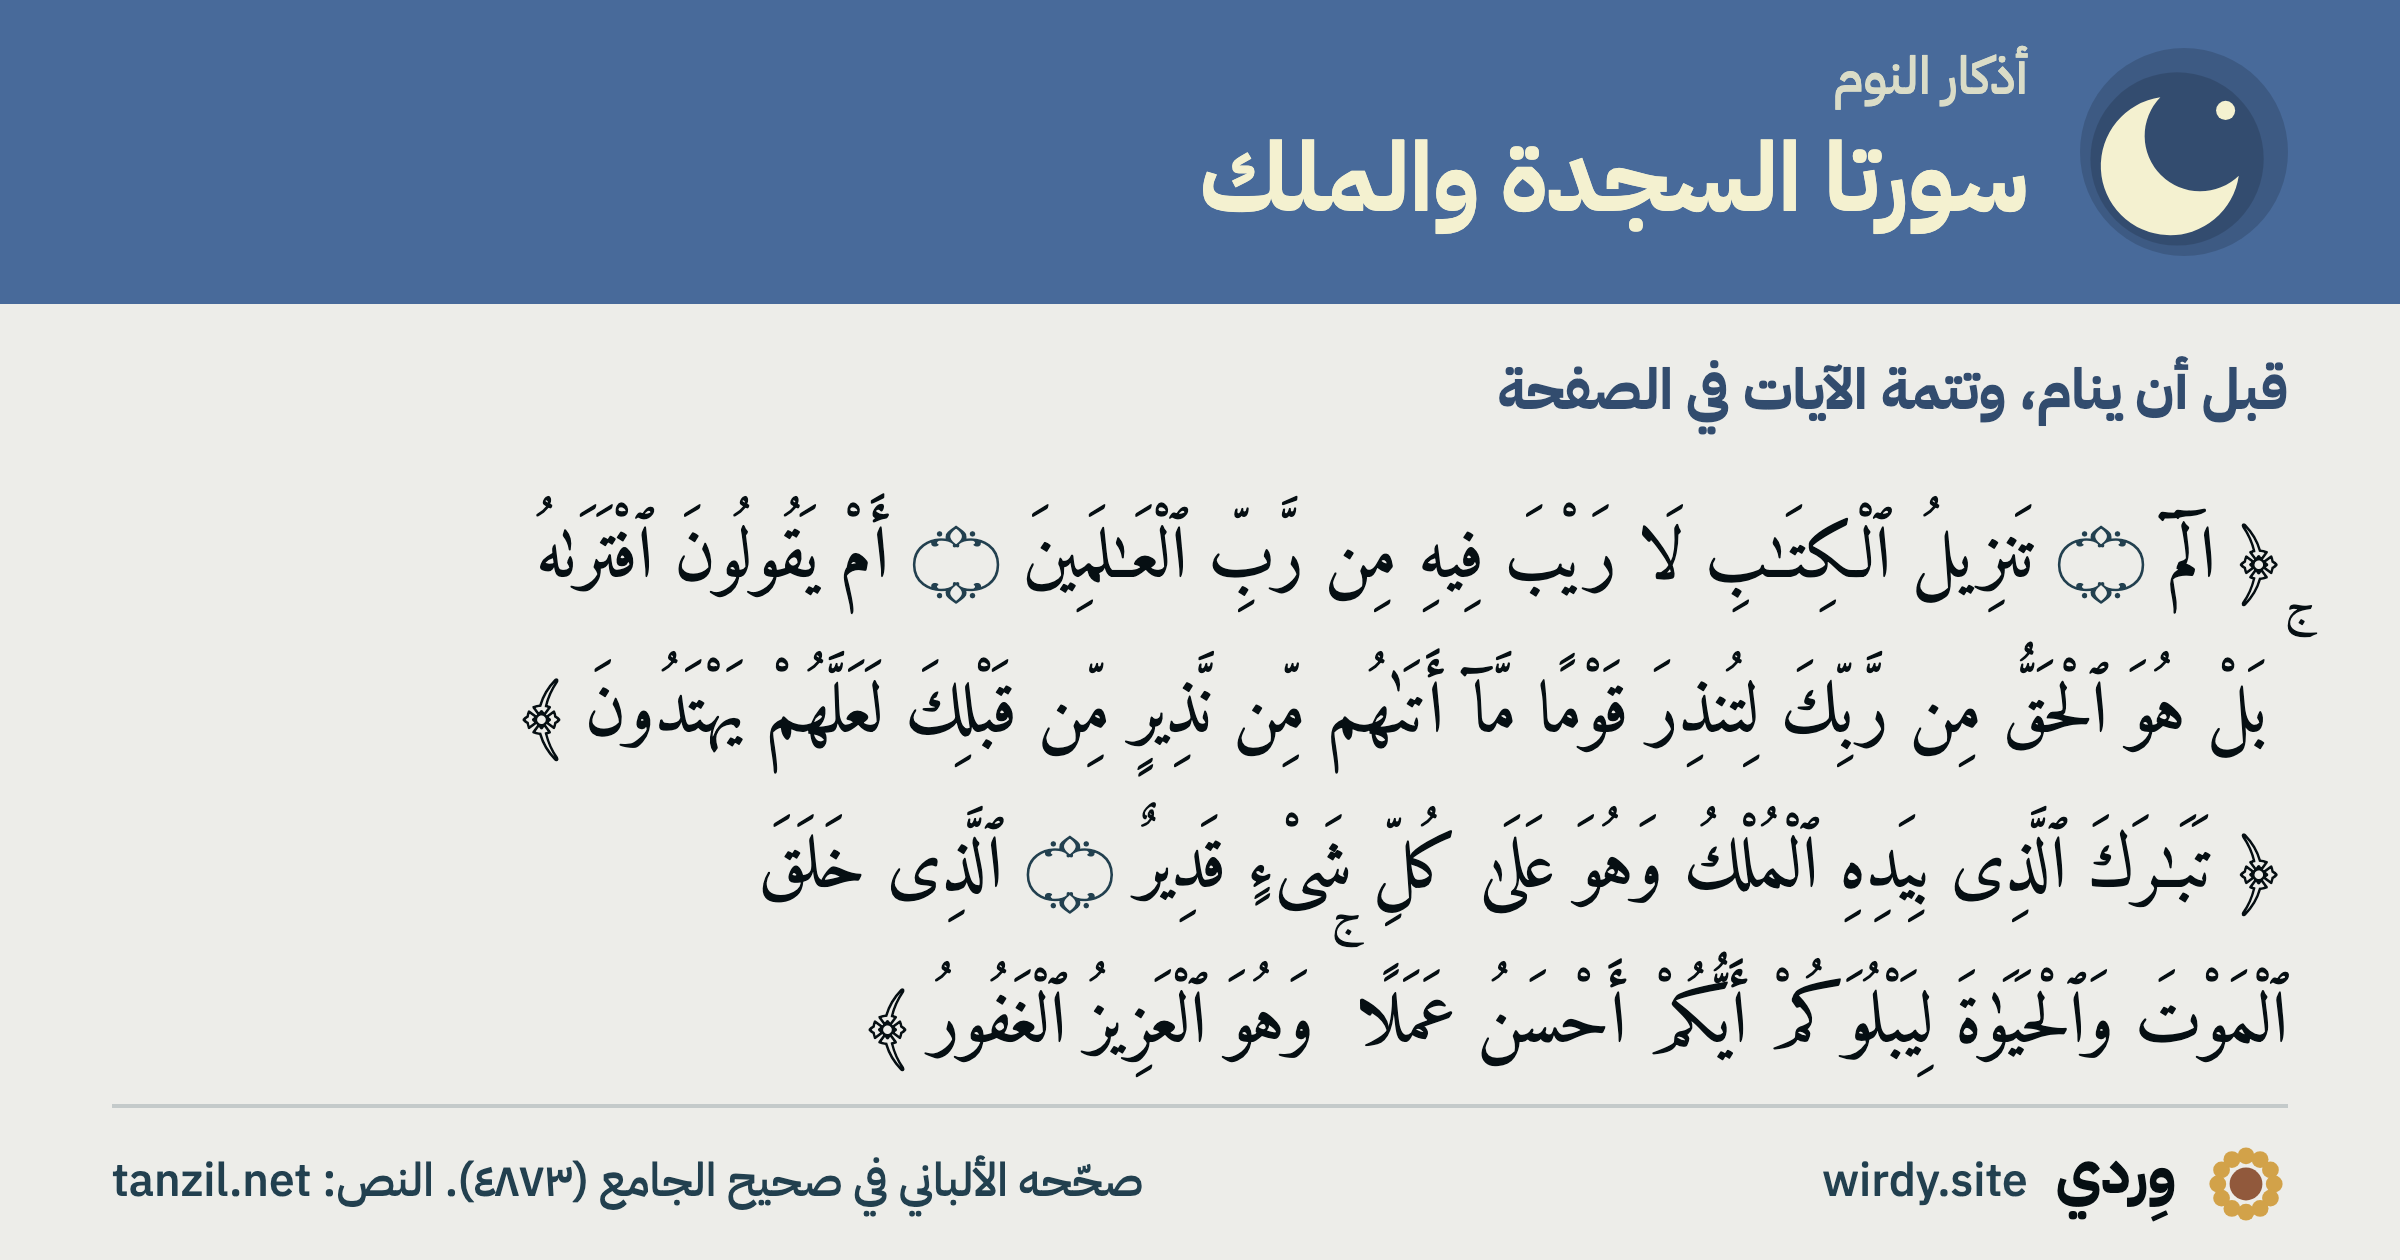 أذكار النوم
سورتا السجدة والملك
قبل أن ينام، وتتمة الآيات في الصفحة
﴿ الٓمٓ ۝ تَنزِيلُ ٱلْكِتَـٰبِ لَا رَيْبَ فِيهِ مِن رَّبِّ ٱلْعَـٰلَمِينَ ۝ أَمْ يَقُولُونَ ٱفْتَرَىٰهُ ۚ
بَلْ هُوَ ٱلْحَقُّ مِن رَّبِّكَ لِتُنذِرَ قَوْمًا مَّآ أَتَىٰهُم مِّن نَّذِيرٍ مِّن قَبْلِكَ لَعَلَّهُمْ يَهْتَدُونَ ﴾
﴿ تَبَـٰرَكَ ٱلَّذِى بِيَدِهِ ٱلْمُلْكُ وَهُوَ عَلَىٰ كُلِّ شَىْءٍ قَدِيرٌ ۝ ٱلَّذِى خَلَقَ
ٱلْمَوْتَ وَٱلْحَيَوٰةَ لِيَبْلُوَكُمْ أَيُّكُمْ أَحْسَنُ عَمَلًا ۚ وَهُوَ ٱلْعَزِيزُ ٱلْغَفُورُ ﴾
وِردي wirdy.site
صحّحه الألباني في صحيح الجامع (٤٨٧٣). النص: tanzil.net